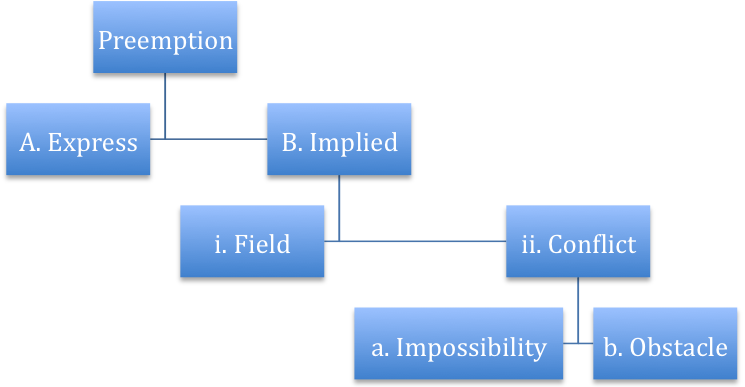 Preemption
A. Express
B. Implied
i. Field
ii. Conflict
a. Impossibility
b. Obstacle